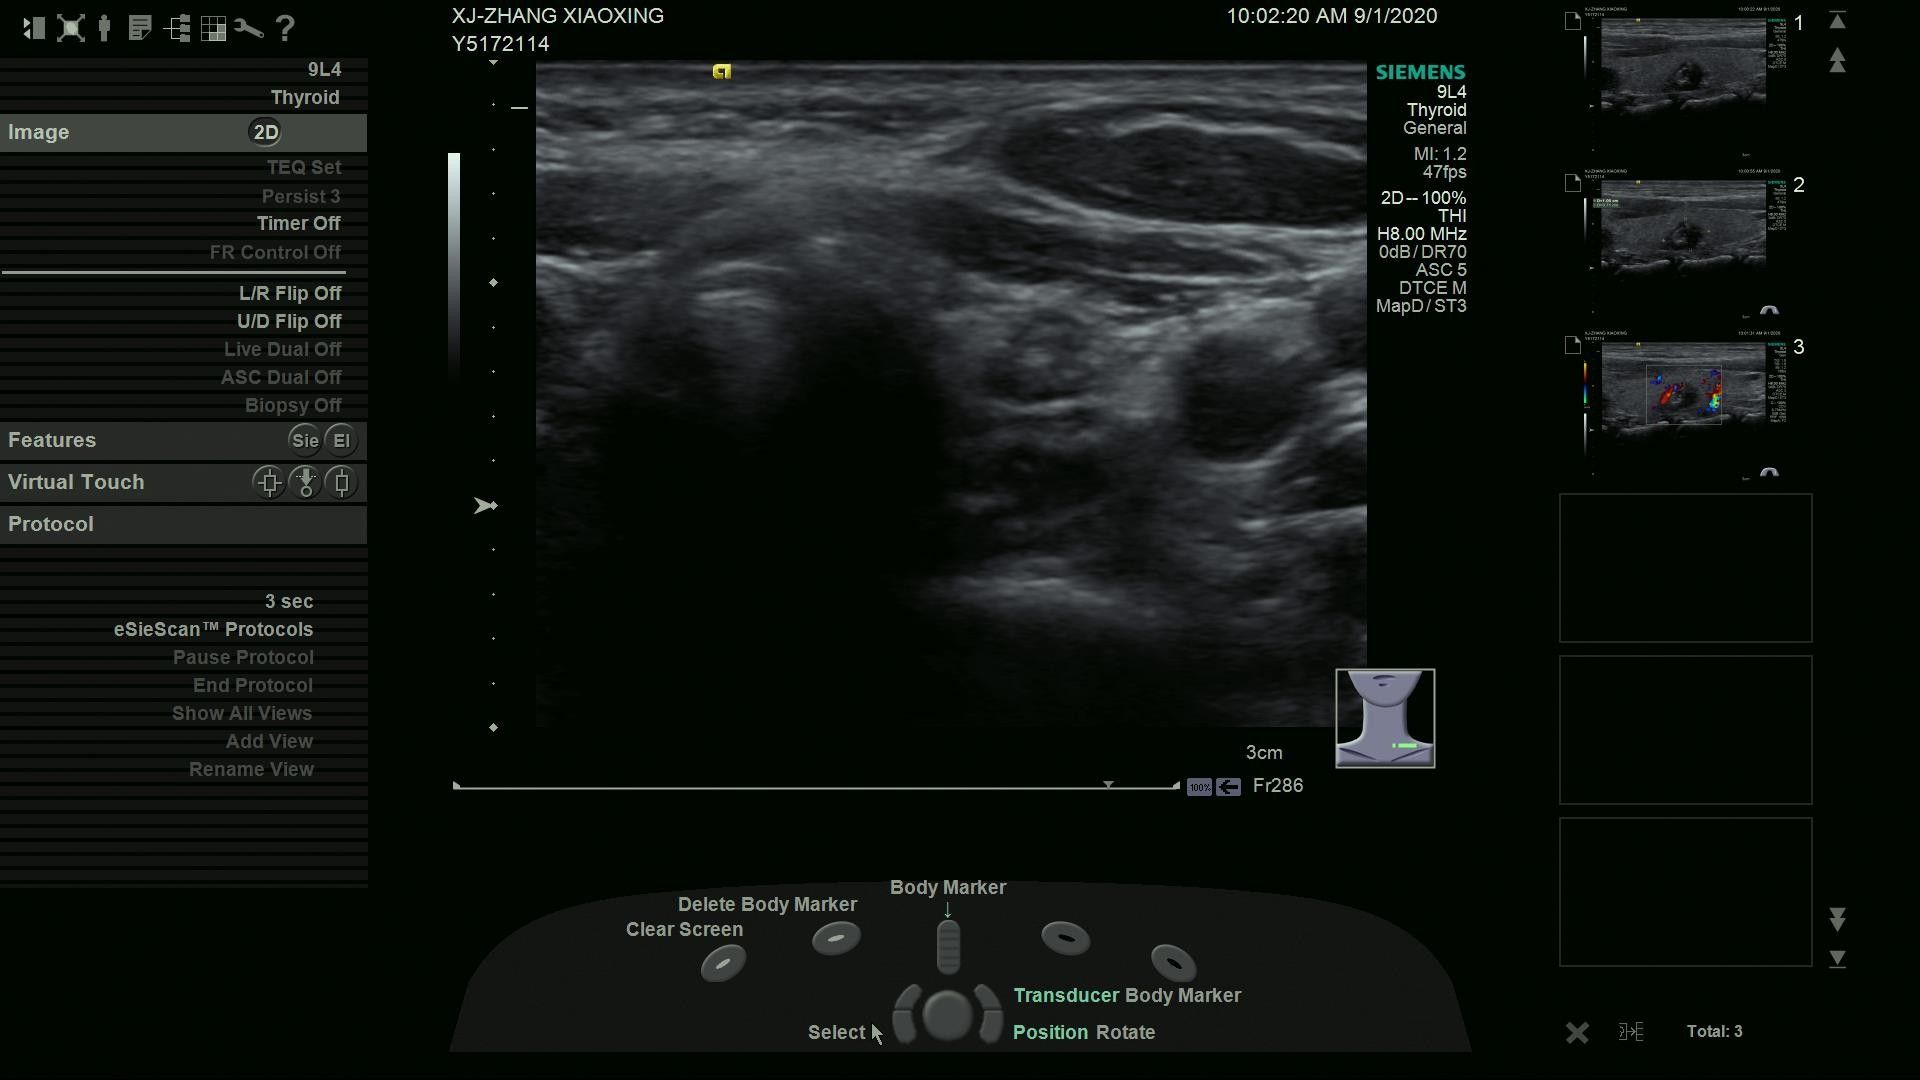 XJ-ZHANG XIAOXING
10:02:20 AM 9/1/2020
Y5172114
9L4
Thyroid
Image 2D
TEQ Set
Persist 3
Timer Off
FR Control Off
L/R Flip Off
U/D Flip Off
Live Dual Off
ASC Dual Off
Biopsy Off
Features Sie EI
Virtual Touch
Protocol
3 sec
eSieScan™ Protocols
Pause Protocol
End Protocol
Show All Views
Add View
Rename View
SIEMENS
9L4
Thyroid
General
MI: 1.2
47fps
2D--100%
THI
H8.00 MHz
0dB/DR70
ASC 5
DTCE M
MapD/ST3
3cm
100%
Fr286
1
2
3
Body Marker
Delete Body Marker
Clear Screen
Transducer Body Marker
Select
Position Rotate
Total: 3